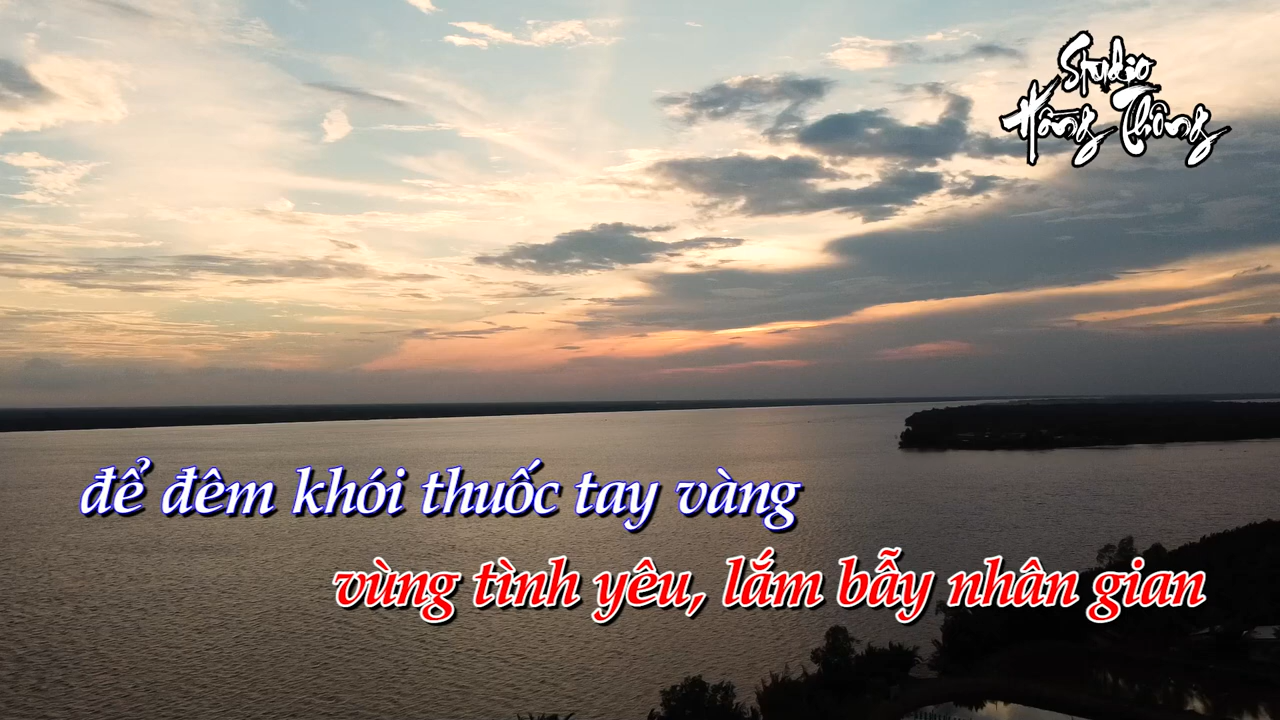 Studio
Hồng Thông
để đêm khói thuốc tay vàng
vùng tình yêu, lắm bẫy nhân gian